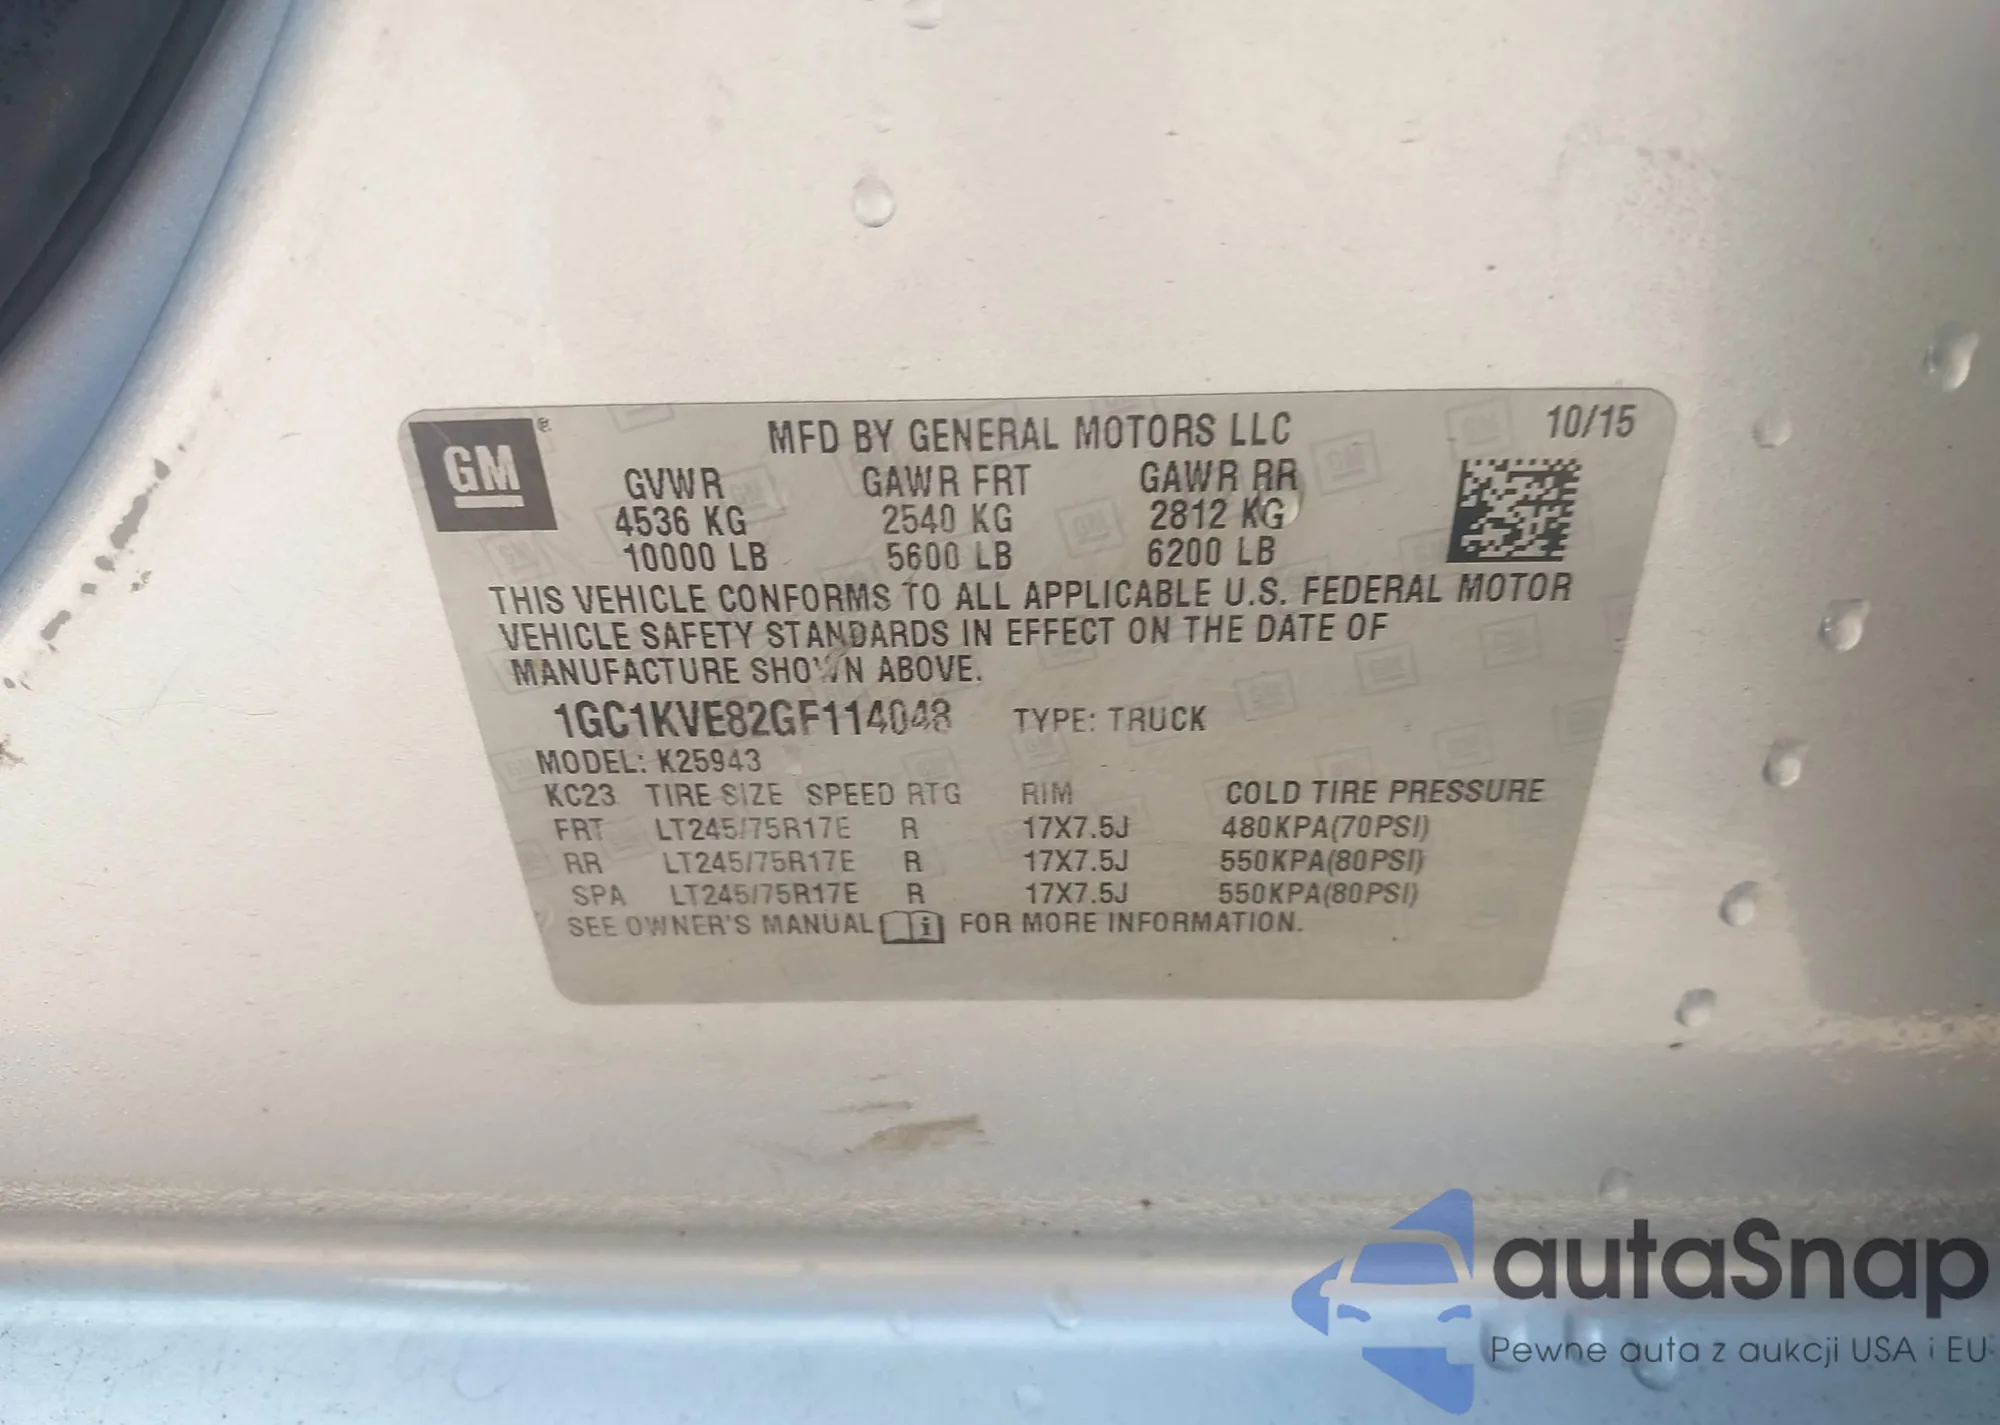 GM®
MFD BY GENERAL MOTORS LLC 10/15
GVWR GAWR FRT GAWR RR
4536 KG 2540 KG 2812 KG
10000 LB 5600 LB 6200 LB
THIS VEHICLE CONFORMS TO ALL APPLICABLE U.S. FEDERAL MOTOR
VEHICLE SAFETY STANDARDS IN EFFECT ON THE DATE OF
MANUFACTURE SHOWN ABOVE.
1GC1KVE82GF114048 TYPE: TRUCK
MODEL: K25943
KC23 TIRE SIZE SPEED RTG RIM COLD TIRE PRESSURE
FRT LT245/75R17E R 17X7.5J 480KPA(70PSI)
RR LT245/75R17E R 17X7.5J 550KPA(80PSI)
SPA LT245/75R17E R 17X7.5J 550KPA(80PSI)
SEE OWNER'S MANUAL i FOR MORE INFORMATION.
autaSnap
Pewne auta z aukcji USA i EU